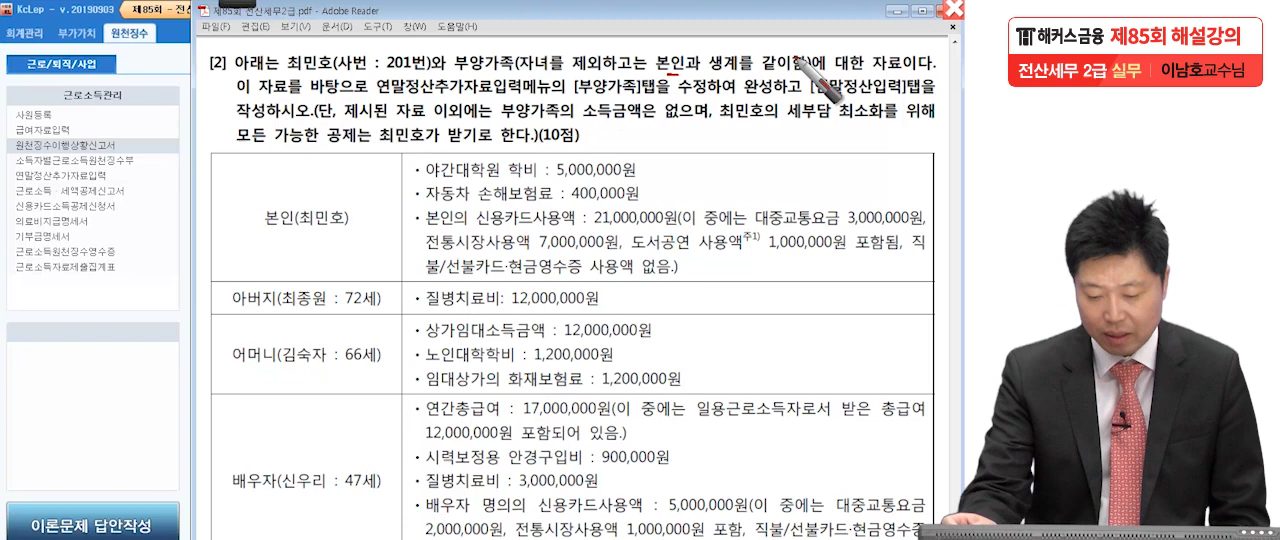 KcLep - v.20190903
제85회 - 전산
회계관리 부가가치 원천징수
근로/퇴직/사업
근로소득관리
사원등록
급여자료입력
원천징수이행상황신고서
소득자별근로소득원천징수부
연말정산추가자료입력
근로소득·세액공제신고서
신용카드소득공제신청서
의료비지급명세서
기부금명세서
근로소득원천징수영수증
근로소득자료제출집계표
이론문제 답안작성
제85회 전산세무2급.pdf - Adobe Reader
파일(F) 편집(E) 보기(V) 문서(D) 도구(T) 창(W) 도움말(H)
[2] 아래는 최민호(사번 : 201번)와 부양가족(자녀를 제외하고는 본인과 생계를 같이함)에 대한 자료이다.
이 자료를 바탕으로 연말정산추가자료입력메뉴의 [부양가족]탭을 수정하여 완성하고 [연말정산입력]탭을
작성하시오.(단, 제시된 자료 이외에는 부양가족의 소득금액은 없으며, 최민호의 세부담 최소화를 위해
모든 가능한 공제는 최민호가 받기로 한다.)(10점)
본인(최민호)
• 야간대학원 학비 : 5,000,000원
• 자동차 손해보험료 : 400,000원
• 본인의 신용카드사용액 : 21,000,000원(이 중에는 대중교통요금 3,000,000원,
전통시장사용액 7,000,000원, 도서공연 사용액주1) 1,000,000원 포함됨, 직
불/선불카드·현금영수증 사용액 없음.)
아버지(최종원 : 72세)
• 질병치료비: 12,000,000원
어머니(김숙자 : 66세)
• 상가임대소득금액 : 12,000,000원
• 노인대학학비 : 1,200,000원
• 임대상가의 화재보험료 : 1,200,000원
배우자(신우리 : 47세)
• 연간총급여 : 17,000,000원(이 중에는 일용근로소득자로서 받은 총급여
12,000,000원 포함되어 있음.)
• 시력보정용 안경구입비 : 900,000원
• 질병치료비 : 3,000,000원
• 배우자 명의의 신용카드사용액 : 5,000,000원(이 중에는 대중교통요금
2,000,000원, 전통시장사용액 1,000,000원 포함, 직불/선불카드·현금영수증
해커스금융 제85회 해설강의
전산세무 2급 실무 | 이남호교수님